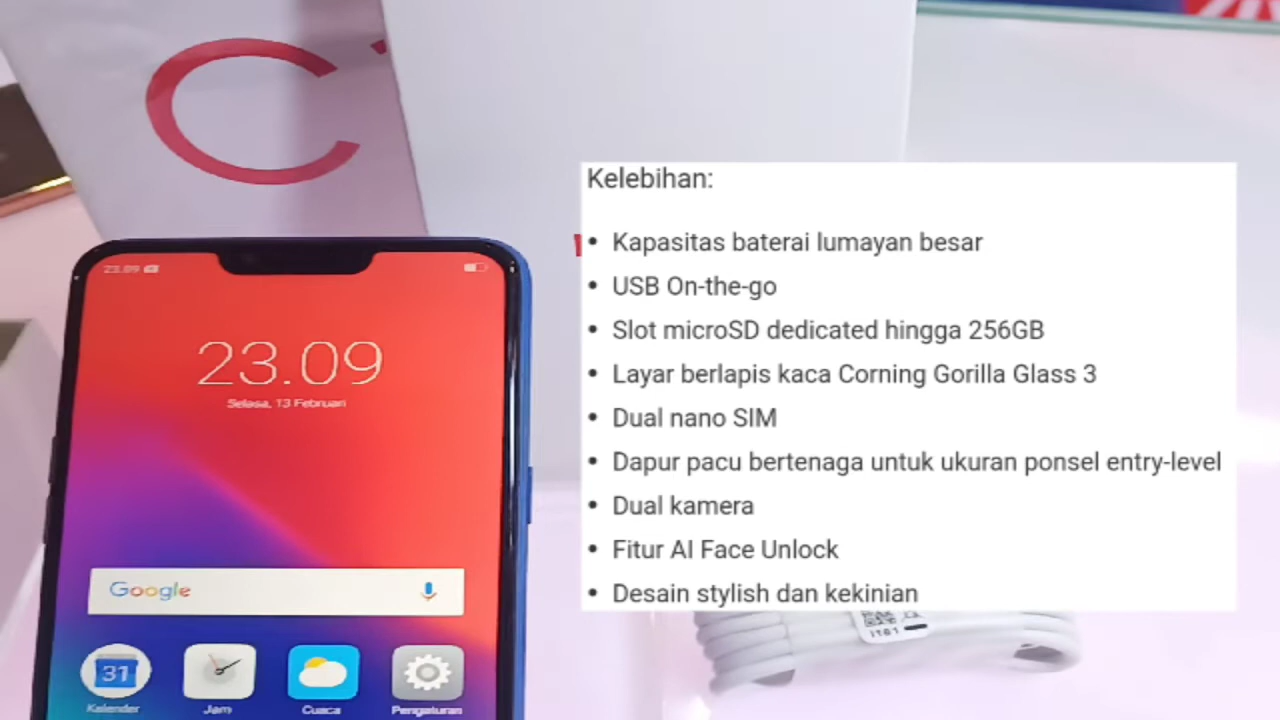 C
23.09
23.09
Selasa, 13 Februari
Google
31
Kalender
Jam
Cuaca
Pengaturan
Kelebihan:
• Kapasitas baterai lumayan besar
• USB On-the-go
• Slot microSD dedicated hingga 256GB
• Layar berlapis kaca Corning Gorilla Glass 3
• Dual nano SIM
• Dapur pacu bertenaga untuk ukuran ponsel entry-level
• Dual kamera
• Fitur AI Face Unlock
• Desain stylish dan kekinian